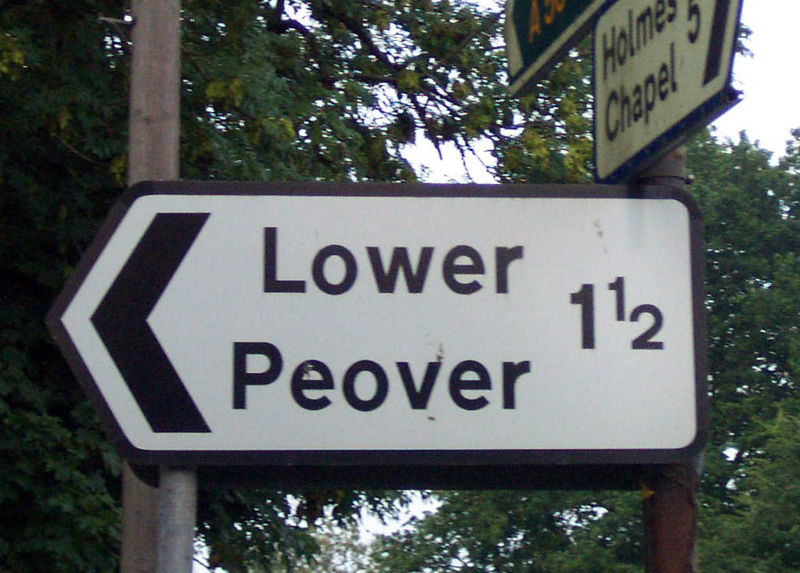 Holmes
Chapel 5
Lower
Peover 1½